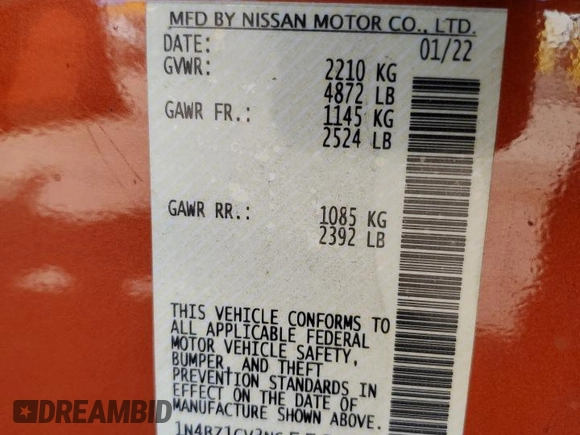 MFD BY NISSAN MOTOR CO., LTD.
DATE: 01/22
GVWR: 2210 KG
4872 LB
GAWR FR.: 1145 KG
2524 LB
GAWR RR.: 1085 KG
2392 LB
THIS VEHICLE CONFORMS TO
ALL APPLICABLE FEDERAL
MOTOR VEHICLE SAFETY,
BUMPER, AND THEFT
PREVENTION STANDARDS IN
EFFECT ON THE DATE OF
MANUFACTURE SHOWN ABOVE.
DREAMBID